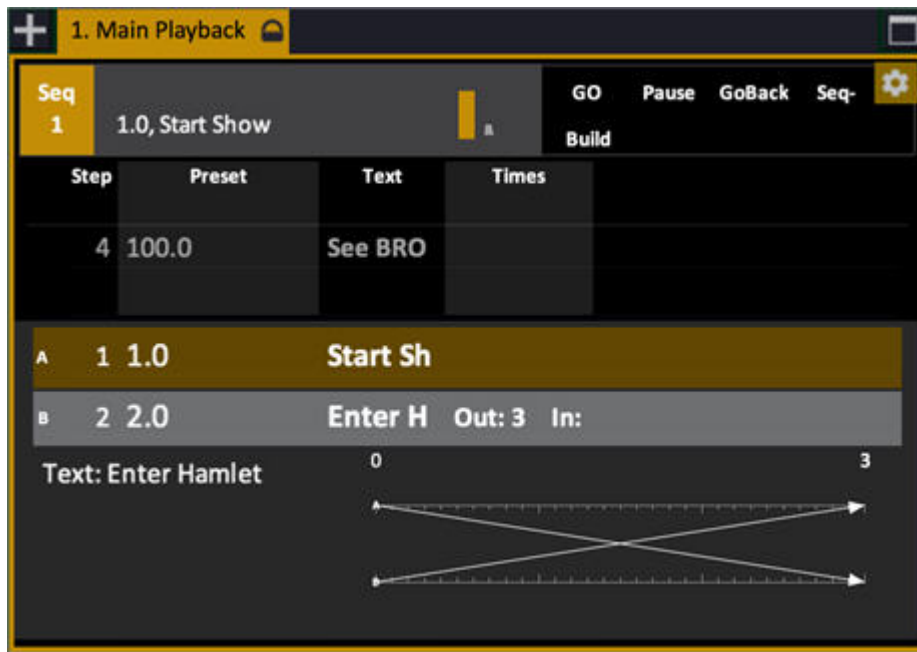 1. Main Playback
Seq 1
1.0, Start Show
GO Pause GoBack Seq-
Build
Step Preset Text Times
4 100.0 See BRO
A 1 1.0 Start Sh
B 2 2.0 Enter H Out: 3 In:
Text: Enter Hamlet
0 3
A
B